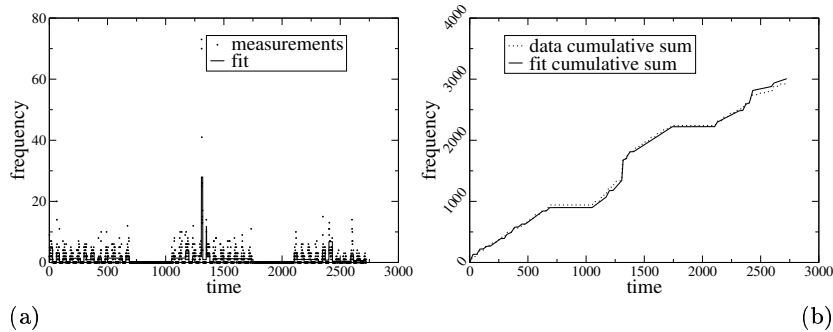 80
60
40
20
0
frequency
measurements
fit
0 500 1000 1500 2000 2500 3000
time
(a)
4000
3000
2000
1000
0
frequency
data cumulative sum
fit cumulative sum
0 500 1000 1500 2000 2500 3000
time
(b)